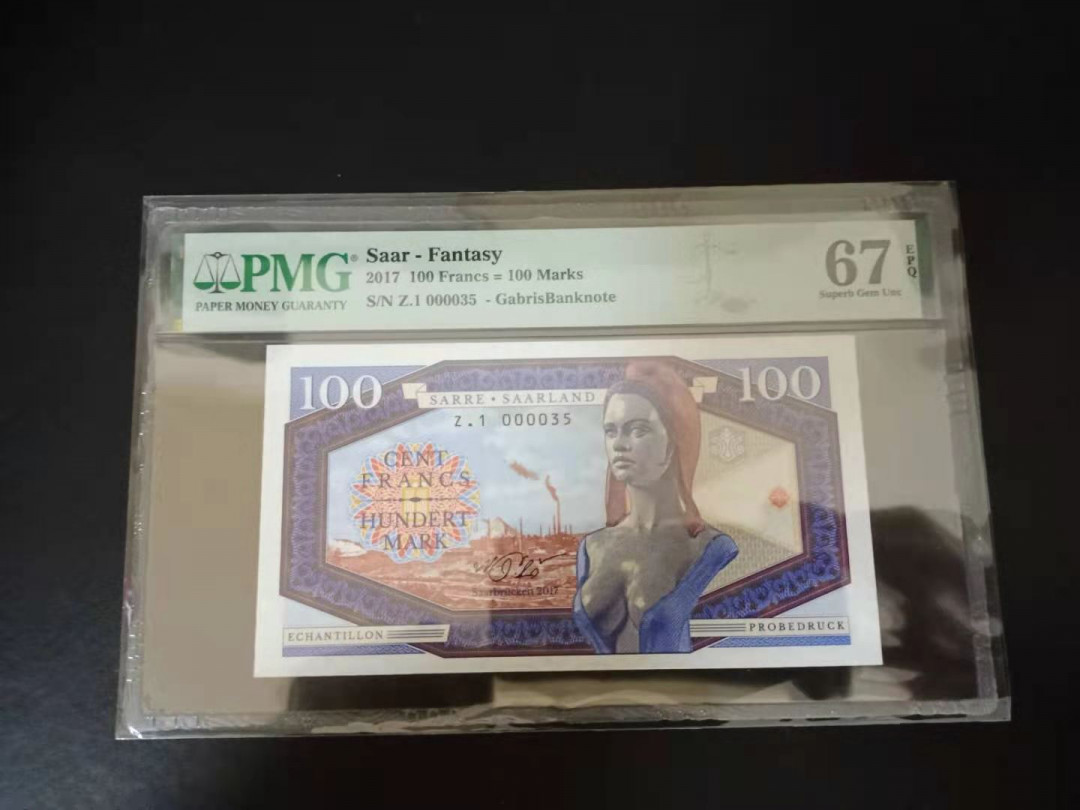 PMG®
PAPER MONEY GUARANTY
Saar - Fantasy
2017 100 Francs = 100 Marks
S/N Z.1 000035 - GabrisBanknote
67
EPQ
Superb Gem Unc
100
100
SARRE • SAARLAND
Z.1 000035
CENT
FRANCS
HUNDERT
MARK
Saarbrücken 2017
ECHANTILLON
PROBEDRUCK